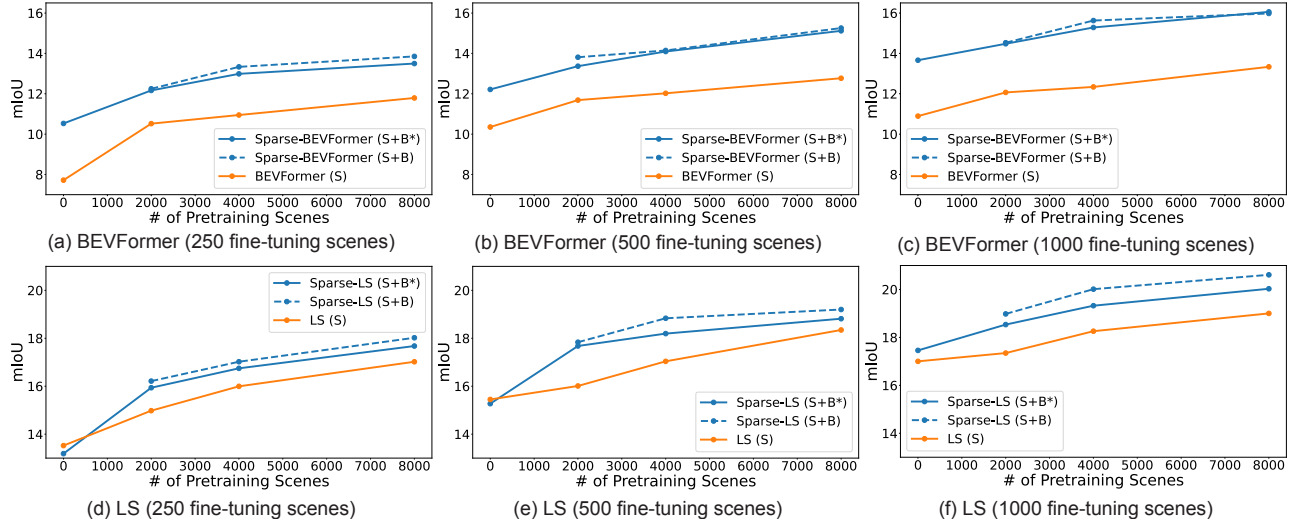 16
14
12
10
8
mIoU
Sparse-BEVFormer (S+B*)
Sparse-BEVFormer (S+B)
BEVFormer (S)
0 1000 2000 3000 4000 5000 6000 7000 8000
# of Pretraining Scenes
(a) BEVFormer (250 fine-tuning scenes)
16
14
12
10
8
mIoU
Sparse-BEVFormer (S+B*)
Sparse-BEVFormer (S+B)
BEVFormer (S)
0 1000 2000 3000 4000 5000 6000 7000 8000
# of Pretraining Scenes
(b) BEVFormer (500 fine-tuning scenes)
16
14
12
10
8
mIoU
Sparse-BEVFormer (S+B*)
Sparse-BEVFormer (S+B)
BEVFormer (S)
0 1000 2000 3000 4000 5000 6000 7000 8000
# of Pretraining Scenes
(c) BEVFormer (1000 fine-tuning scenes)
20
18
16
14
mIoU
Sparse-LS (S+B*)
Sparse-LS (S+B)
LS (S)
0 1000 2000 3000 4000 5000 6000 7000 8000
# of Pretraining Scenes
(d) LS (250 fine-tuning scenes)
20
18
16
14
mIoU
Sparse-LS (S+B*)
Sparse-LS (S+B)
LS (S)
0 1000 2000 3000 4000 5000 6000 7000 8000
# of Pretraining Scenes
(e) LS (500 fine-tuning scenes)
20
18
16
14
mIoU
Sparse-LS (S+B*)
Sparse-LS (S+B)
LS (S)
0 1000 2000 3000 4000 5000 6000 7000 8000
# of Pretraining Scenes
(f) LS (1000 fine-tuning scenes)